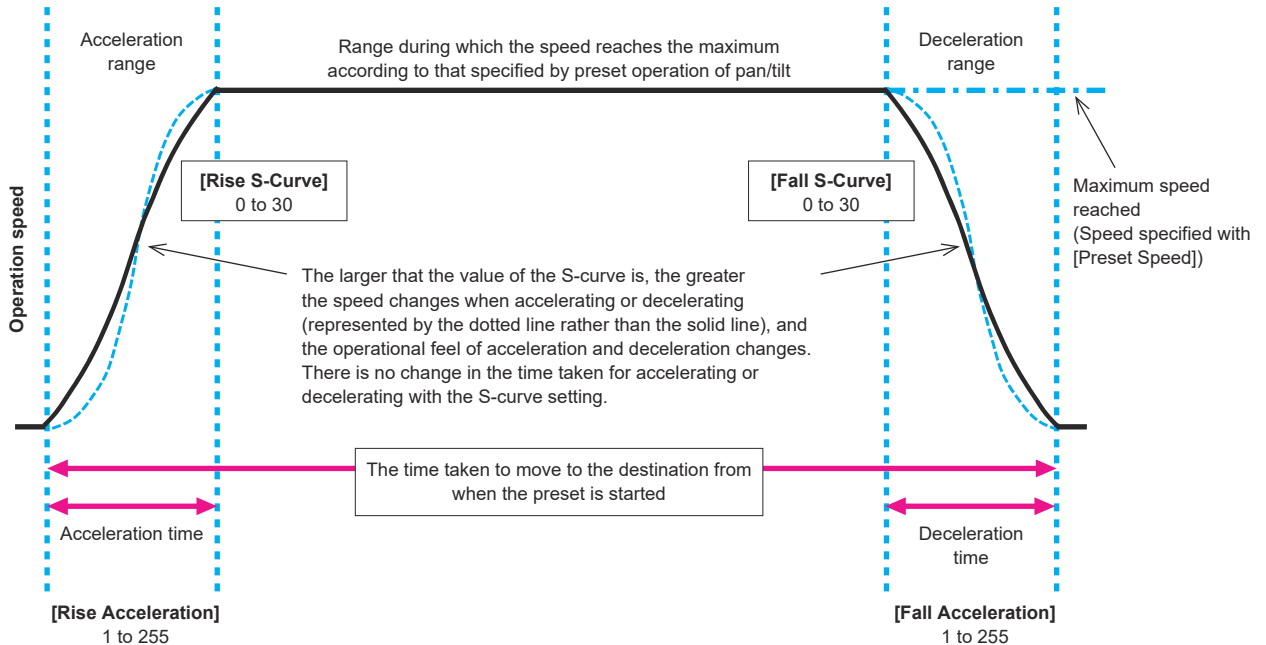 Acceleration
range
Range during which the speed reaches the maximum
according to that specified by preset operation of pan/tilt
Deceleration
range
Operation speed
[Rise S-Curve]
0 to 30
[Fall S-Curve]
0 to 30
Maximum speed
reached
(Speed specified with
[Preset Speed])
The larger that the value of the S-curve is, the greater
the speed changes when accelerating or decelerating
(represented by the dotted line rather than the solid line), and
the operational feel of acceleration and deceleration changes.
There is no change in the time taken for accelerating or
decelerating with the S-curve setting.
The time taken to move to the destination from
when the preset is started
Acceleration time
Deceleration
time
[Rise Acceleration]
1 to 255
[Fall Acceleration]
1 to 255